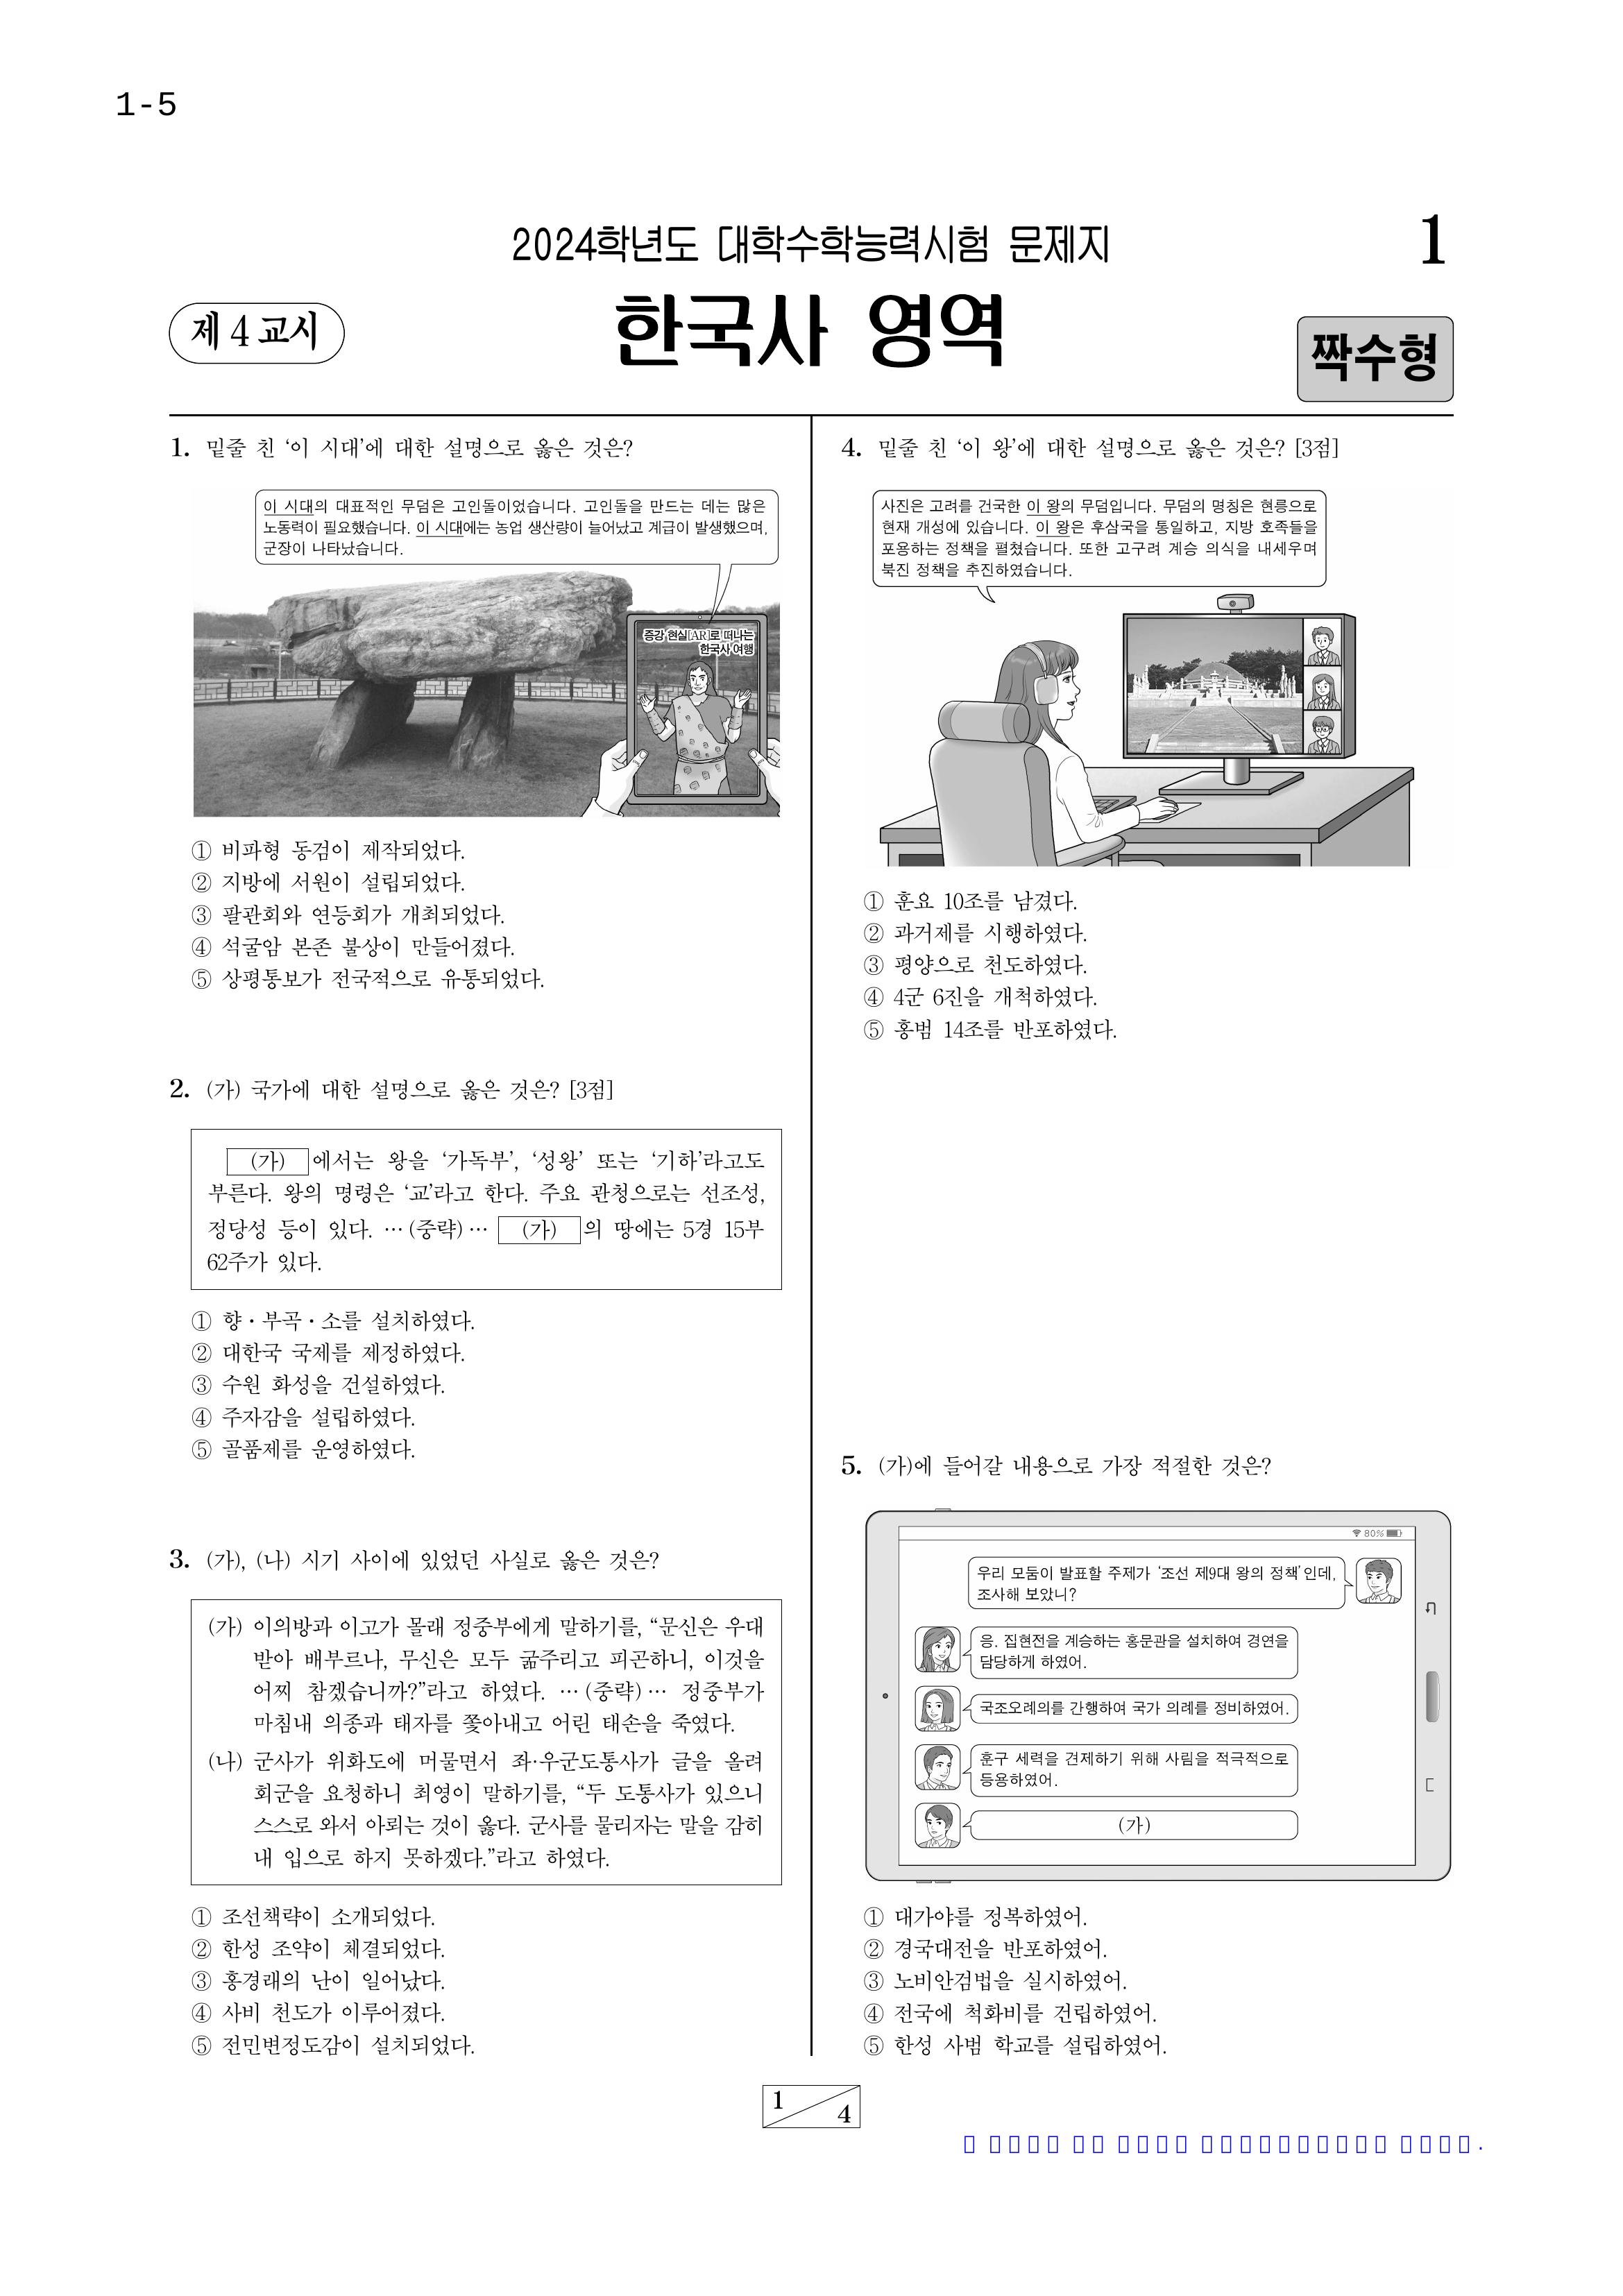 1-5
2024학년도 대학수학능력시험 문제지
1
제 4 교시
한국사 영역
짝수형
1. 밑줄 친 ‘이 시대’에 대한 설명으로 옳은 것은?
이 시대의 대표적인 무덤은 고인돌이었습니다. 고인돌을 만드는 데는 많은
노동력이 필요했습니다. 이 시대에는 농업 생산량이 늘어났고 계급이 발생했으며,
군장이 나타났습니다.
증강 현실[AR]로 떠나는
한국사 여행
① 비파형 동검이 제작되었다.
② 지방에 서원이 설립되었다.
③ 팔관회와 연등회가 개최되었다.
④ 석굴암 본존 불상이 만들어졌다.
⑤ 상평통보가 전국적으로 유통되었다.
2. (가) 국가에 대한 설명으로 옳은 것은? [3점]
(가) 에서는 왕을 ‘가독부’, ‘성왕’ 또는 ‘기하’라고도
부른다. 왕의 명령은 ‘교’라고 한다. 주요 관청으로는 선조성,
정당성 등이 있다. … (중략) … (가) 의 땅에는 5경 15부
62주가 있다.
① 향·부곡·소를 설치하였다.
② 대한국 국제를 제정하였다.
③ 수원 화성을 건설하였다.
④ 주자감을 설립하였다.
⑤ 골품제를 운영하였다.
3. (가), (나) 시기 사이에 있었던 사실로 옳은 것은?
(가) 이의방과 이고가 몰래 정중부에게 말하기를, “문신은 우대
받아 배부르나, 무신은 모두 굶주리고 피곤하니, 이것을
어찌 참겠습니까?”라고 하였다. … (중략) … 정중부가
마침내 의종과 태자를 쫓아내고 어린 태손을 죽였다.
(나) 군사가 위화도에 머물면서 좌·우군도통사가 글을 올려
회군을 요청하니 최영이 말하기를, “두 도통사가 있으니
스스로 와서 아뢰는 것이 옳다. 군사를 물리자는 말을 감히
내 입으로 하지 못하겠다.”라고 하였다.
① 조선책략이 소개되었다.
② 한성 조약이 체결되었다.
③ 홍경래의 난이 일어났다.
④ 사비 천도가 이루어졌다.
⑤ 전민변정도감이 설치되었다.
4. 밑줄 친 ‘이 왕’에 대한 설명으로 옳은 것은? [3점]
사진은 고려를 건국한 이 왕의 무덤입니다. 무덤의 명칭은 현릉으로
현재 개성에 있습니다. 이 왕은 후삼국을 통일하고, 지방 호족들을
포용하는 정책을 펼쳤습니다. 또한 고구려 계승 의식을 내세우며
북진 정책을 추진하였습니다.
① 훈요 10조를 남겼다.
② 과거제를 시행하였다.
③ 평양으로 천도하였다.
④ 4군 6진을 개척하였다.
⑤ 홍범 14조를 반포하였다.
5. (가)에 들어갈 내용으로 가장 적절한 것은?
80%
우리 모둠이 발표할 주제가 ‘조선 제9대 왕의 정책’인데,
조사해 보았니?
응. 집현전을 계승하는 홍문관을 설치하여 경연을
담당하게 하였어.
국조오례의를 간행하여 국가 의례를 정비하였어.
훈구 세력을 견제하기 위해 사림을 적극적으로
등용하였어.
(가)
① 대가야를 정복하였어.
② 경국대전을 반포하였어.
③ 노비안검법을 실시하였어.
④ 전국에 척화비를 건립하였어.
⑤ 한성 사범 학교를 설립하였어.
1
4